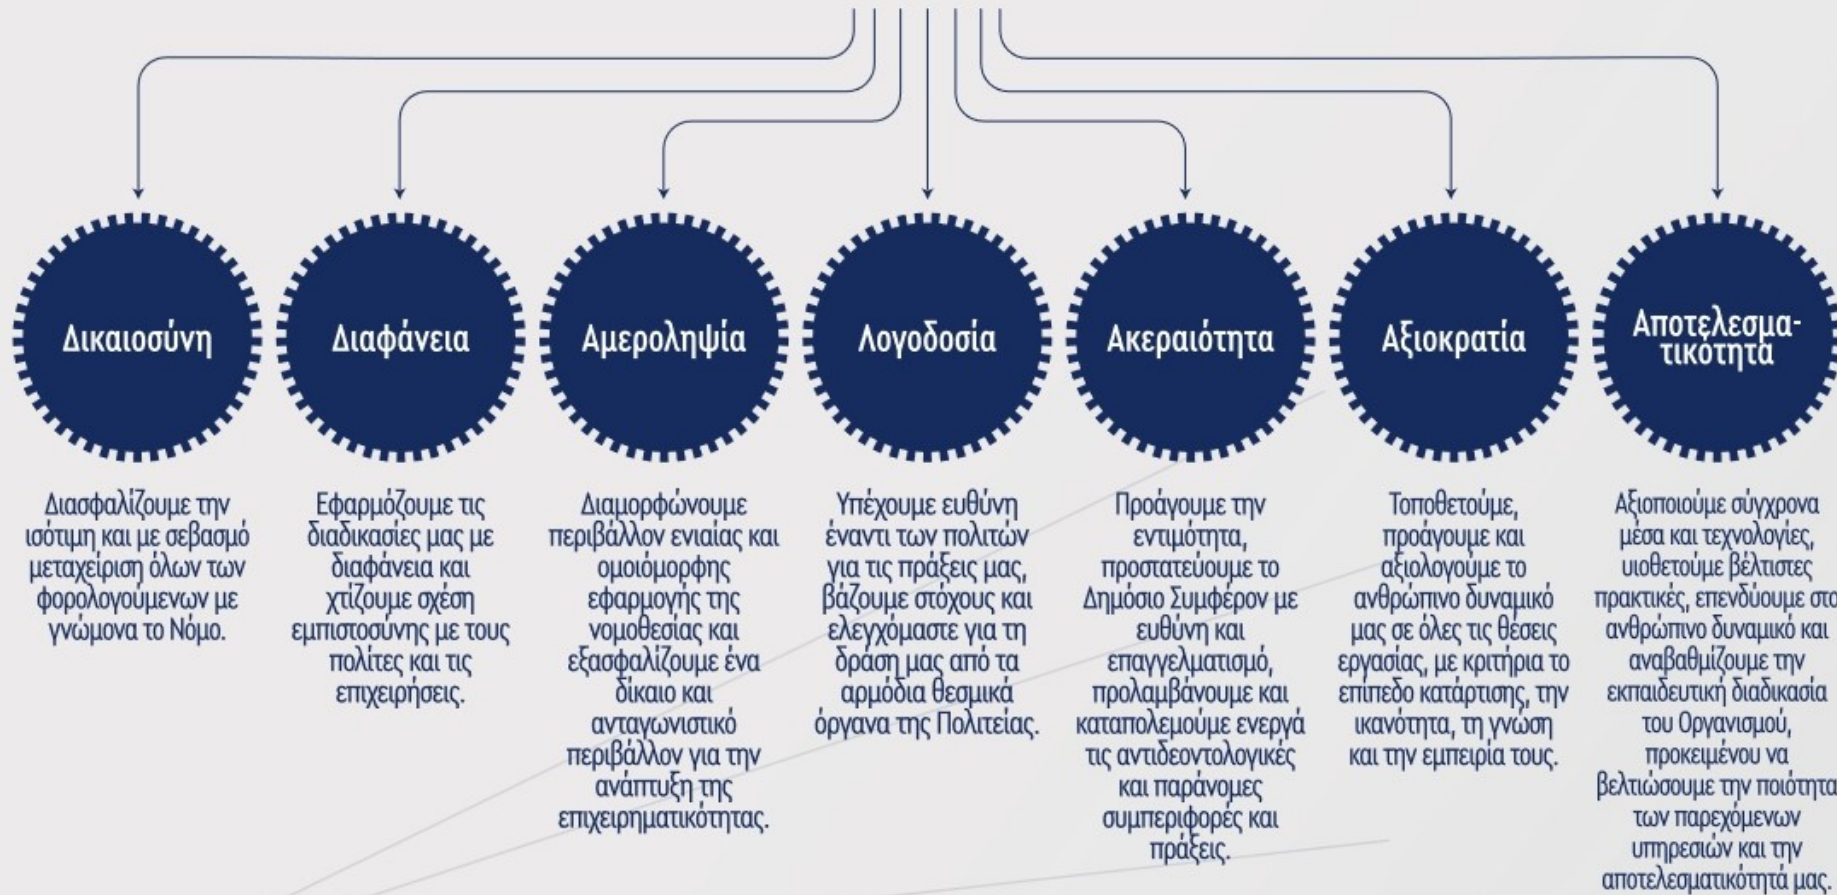 Δικαιοσύνη
Διασφαλίζουμε την
ισότιμη και με σεβασμό
μεταχείριση όλων των
φορολογούμενων με
γνώμονα το Νόμο.
Διαφάνεια
Εφαρμόζουμε τις
διαδικασίες μας με
διαφάνεια και
χτίζουμε σχέση
εμπιστοσύνης με τους
πολίτες και τις
επιχειρήσεις.
Αμεροληψία
Διαμορφώνουμε
περιβάλλον ενιαίας και
ομοιόμορφης
εφαρμογής της
νομοθεσίας και
εξασφαλίζουμε ένα
δίκαιο και
ανταγωνιστικό
περιβάλλον για την
ανάπτυξη της
επιχειρηματικότητας.
Λογοδοσία
Υπέχουμε ευθύνη
έναντι των πολιτών
για τις πράξεις μας,
βάζουμε στόχους και
ελεγχόμαστε για τη
δράση μας από τα
αρμόδια θεσμικά
όργανα της Πολιτείας.
Ακεραιότητα
Προάγουμε την
εντιμότητα,
προστατεύουμε το
Δημόσιο Συμφέρον με
ευθύνη και
επαγγελματισμό,
προλαμβάνουμε και
καταπολεμούμε ενεργά
τις αντιδεοντολογικές
και παράνομες
συμπεριφορές και
πράξεις.
Αξιοκρατία
Τοποθετούμε,
προάγουμε και
αξιολογούμε το
ανθρώπινο δυναμικό
μας σε όλες τις θέσεις
εργασίας, με κριτήρια το
επίπεδο κατάρτισης, την
ικανότητα, τη γνώση
και την εμπειρία τους.
Αποτελεσμα-
τικότητα
Αξιοποιούμε σύγχρονα
μέσα και τεχνολογίες,
υιοθετούμε βέλτιστες
πρακτικές, επενδύουμε στο
ανθρώπινο δυναμικό και
αναβαθμίζουμε την
εκπαιδευτική διαδικασία
του Οργανισμού,
προκειμένου να
βελτιώσουμε την ποιότητα
των παρεχόμενων
υπηρεσιών και την
αποτελεσματικότητά μας.